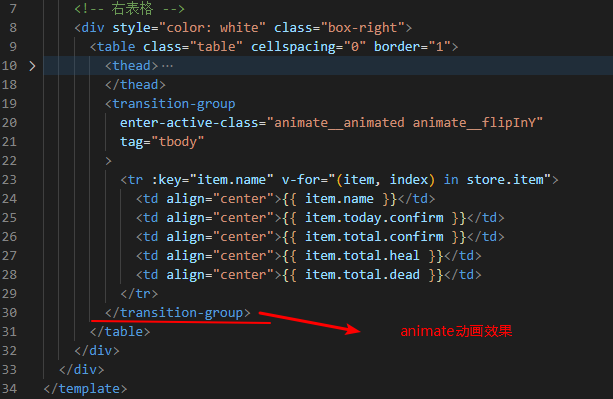 7 <!-- 右表格 -->
8 <div style="color: white" class="box-right">
9 <table class="table" cellspacing="0" border="1">
10 > <thead>···
18 </thead>
19 <transition-group
20 enter-active-class="animate__animated animate__flipInY"
21 tag="tbody"
22 >
23 <tr :key="item.name" v-for="(item, index) in store.item">
24 <td align="center">{{ item.name }}</td>
25 <td align="center">{{ item.today.confirm }}</td>
26 <td align="center">{{ item.total.confirm }}</td>
27 <td align="center">{{ item.total.heal }}</td>
28 <td align="center">{{ item.total.dead }}</td>
29 </tr>
30 </transition-group>
31 </table>
animate动画效果
32 </div>
33 </div>
34 </template>